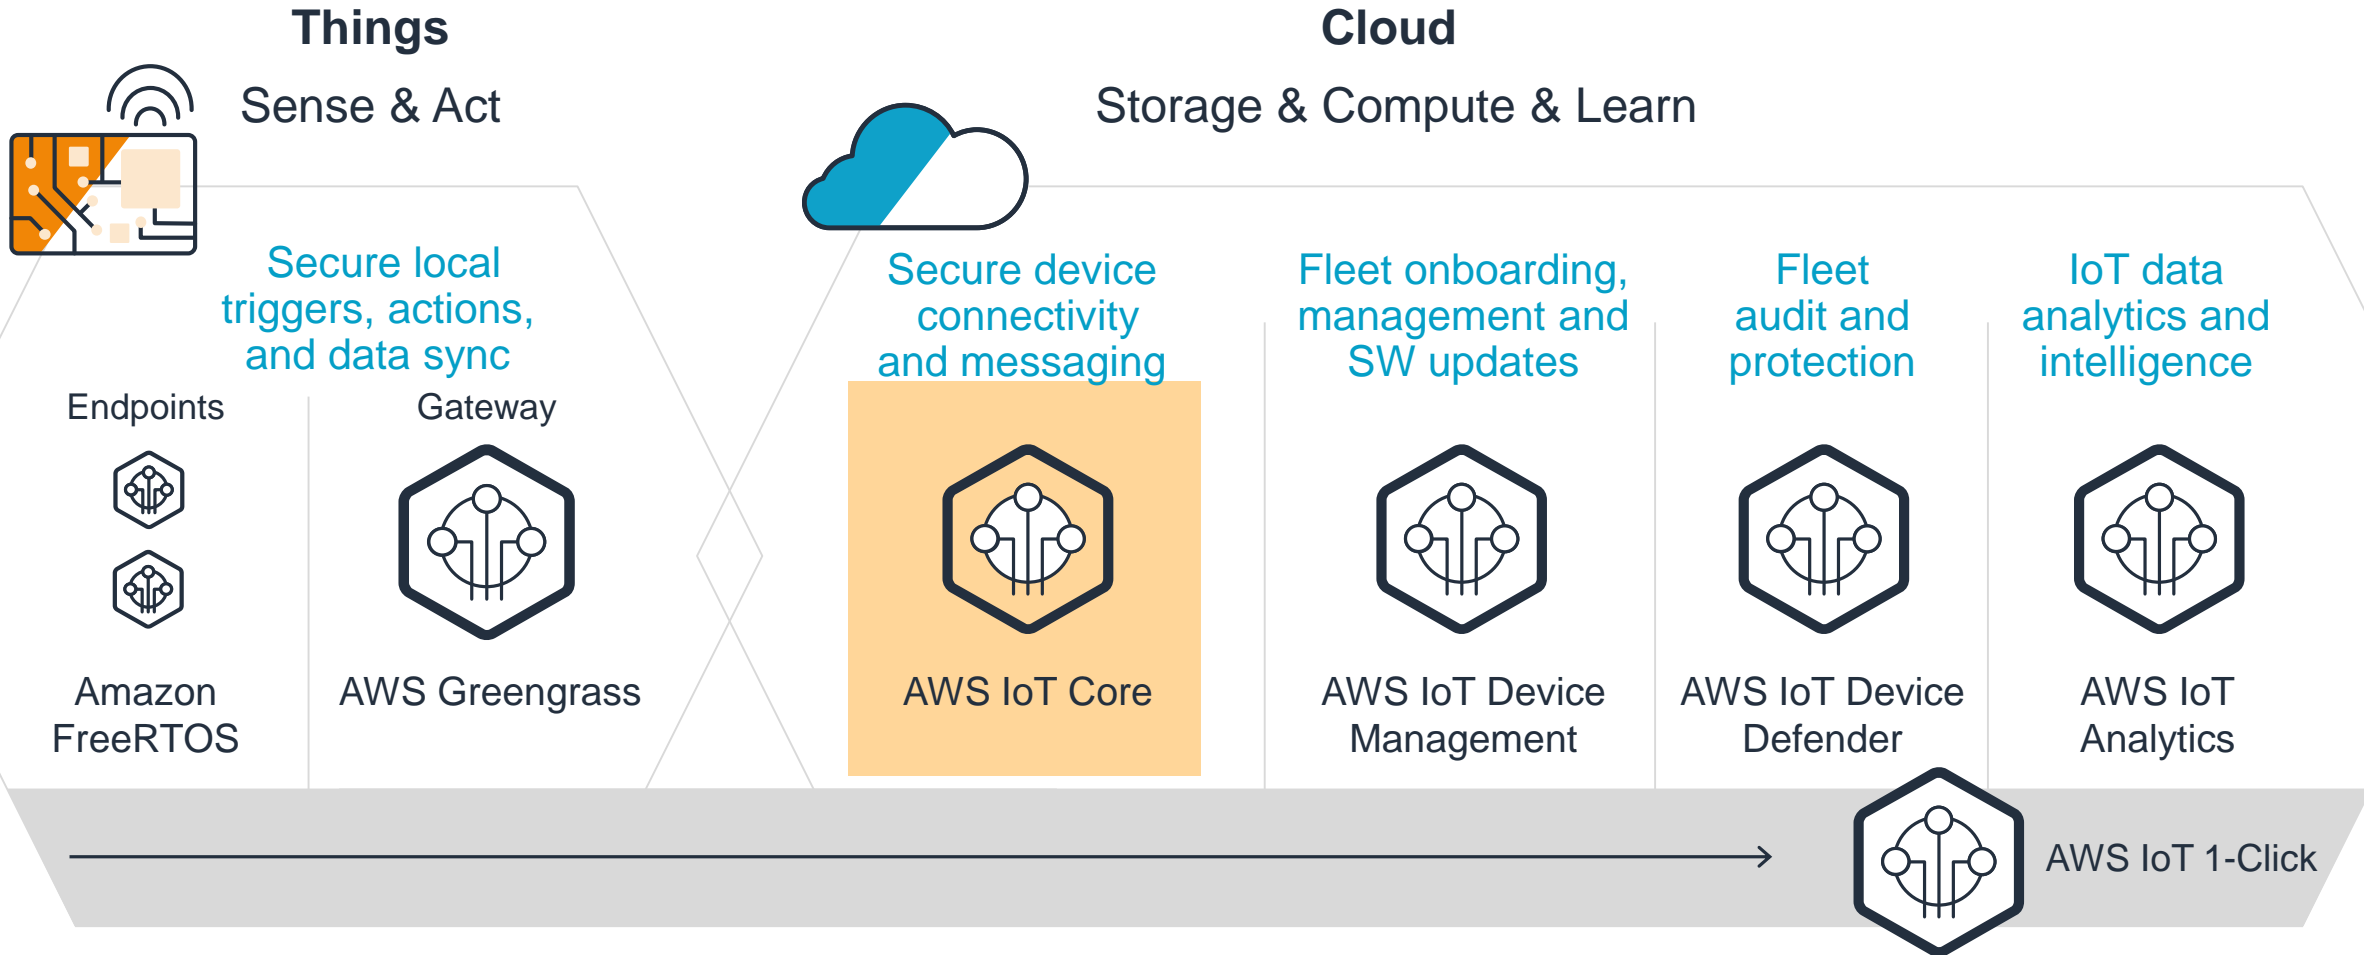 Things
Sense & Act
Cloud
Storage & Compute & Learn
Secure local
triggers, actions,
and data sync
Endpoints
Gateway
Amazon
FreeRTOS
AWS Greengrass
Secure device
connectivity
and messaging
AWS IoT Core
Fleet onboarding,
management and
SW updates
AWS IoT Device
Management
Fleet
audit and
protection
AWS IoT Device
Defender
IoT data
analytics and
intelligence
AWS IoT
Analytics
AWS IoT 1-Click